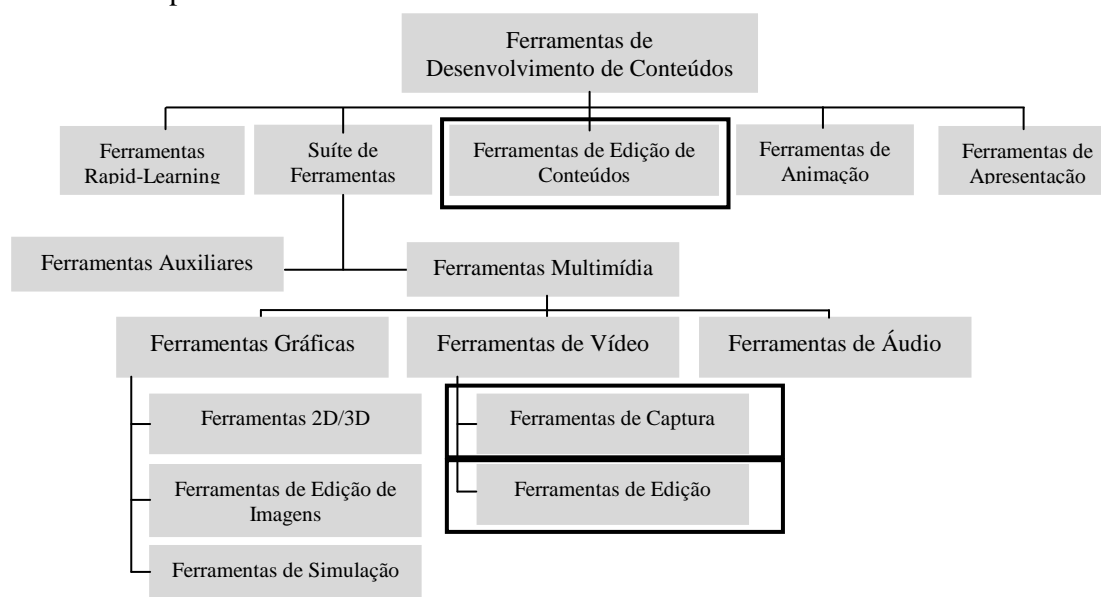 Ferramentas de
Desenvolvimento de Conteúdos
Ferramentas
Rapid-Learning
Suíte de
Ferramentas
Ferramentas de Edição de
Conteúdos
Ferramentas de
Animação
Ferramentas de
Apresentação
Ferramentas Auxiliares
Ferramentas Multimídia
Ferramentas Gráficas
Ferramentas de Vídeo
Ferramentas de Áudio
Ferramentas 2D/3D
Ferramentas de Captura
Ferramentas de Edição de
Imagens
Ferramentas de Edição
Ferramentas de Simulação